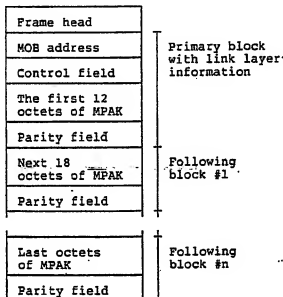 Frame head
MOB address
Control field
The first 12
octets of MPAK
Parity field
Next 18
octets of MPAK
Parity field
Last octets
of MPAK
Parity field
Primary block
with link layer
information
Following
block #1
Following
block #n